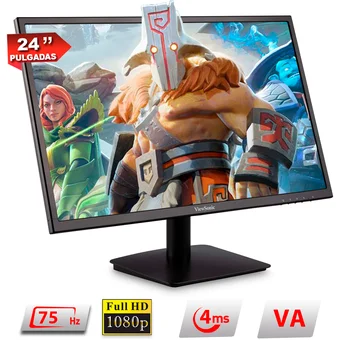 24”
PULGADAS
ViewSonic
75 Hz
Full HD
1080p
4ms
VA